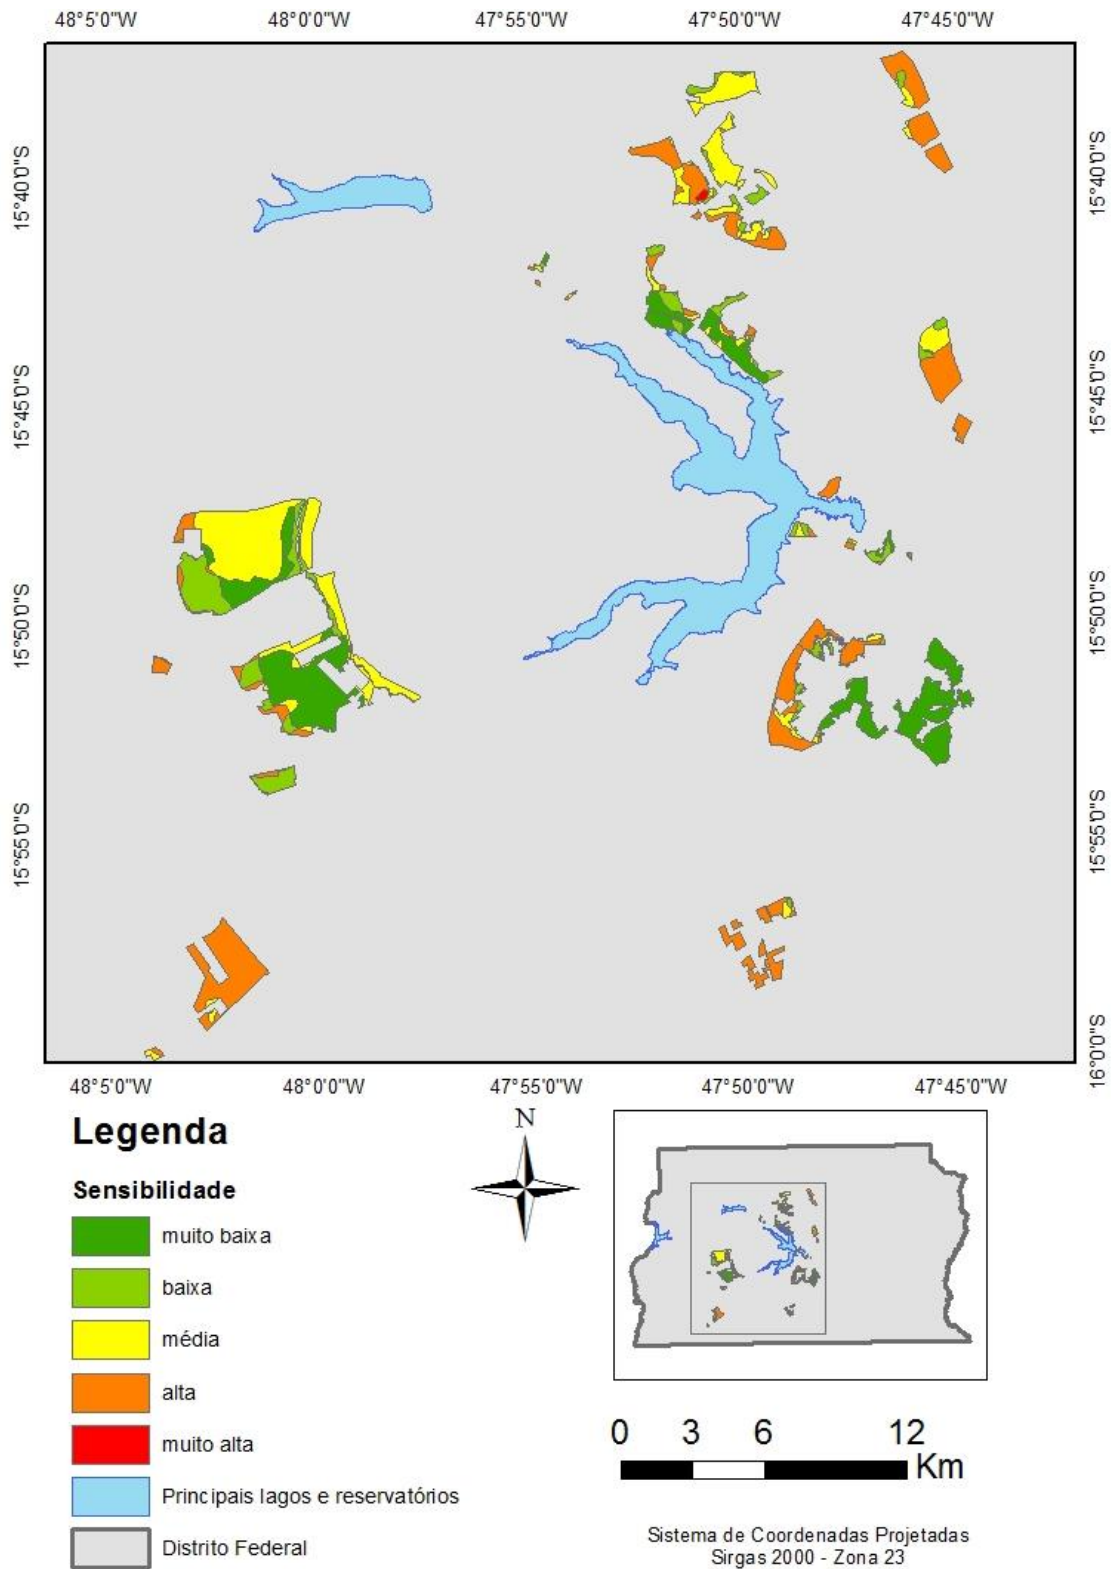 48°5'0"W 48°0'0"W 47°55'0"W 47°50'0"W 47°45'0"W
15°40'0"S 15°40'0"S
15°45'0"S 15°45'0"S
15°50'0"S 15°50'0"S
15°55'0"S 15°55'0"S
16°0'0"S
48°5'0"W 48°0'0"W 47°55'0"W 47°50'0"W 47°45'0"W
Legenda
Sensibilidade
muito baixa
baixa
média
alta
muito alta
Principais lagos e reservatórios
Distrito Federal
N
0 3 6 12
Km
Sistema de Coordenadas Projetadas
Sirgas 2000 - Zona 23